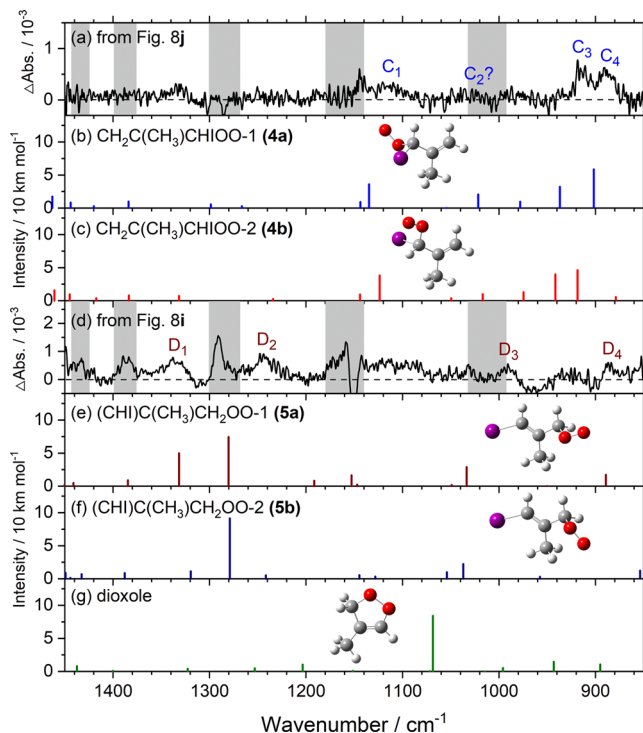 △Abs. / 10⁻³
1
0
(a) from Fig. 8j
C₁
C₂?
C₃
C₄
Intensity / 10 km mol⁻¹
10
5
0
(b) CH₂C(CH₃)CHIOO-1 (4a)
10
5
0
(c) CH₂C(CH₃)CHIOO-2 (4b)
△Abs. / 10⁻³
2
1
0
(d) from Fig. 8i
D₁
D₂
D₃
D₄
Intensity / 10 km mol⁻¹
10
5
0
(e) (CHI)C(CH₃)CH₂OO-1 (5a)
10
5
0
(f) (CHI)C(CH₃)CH₂OO-2 (5b)
10
5
0
(g) dioxole
1400 1300 1200 1100 1000 900
Wavenumber / cm⁻¹